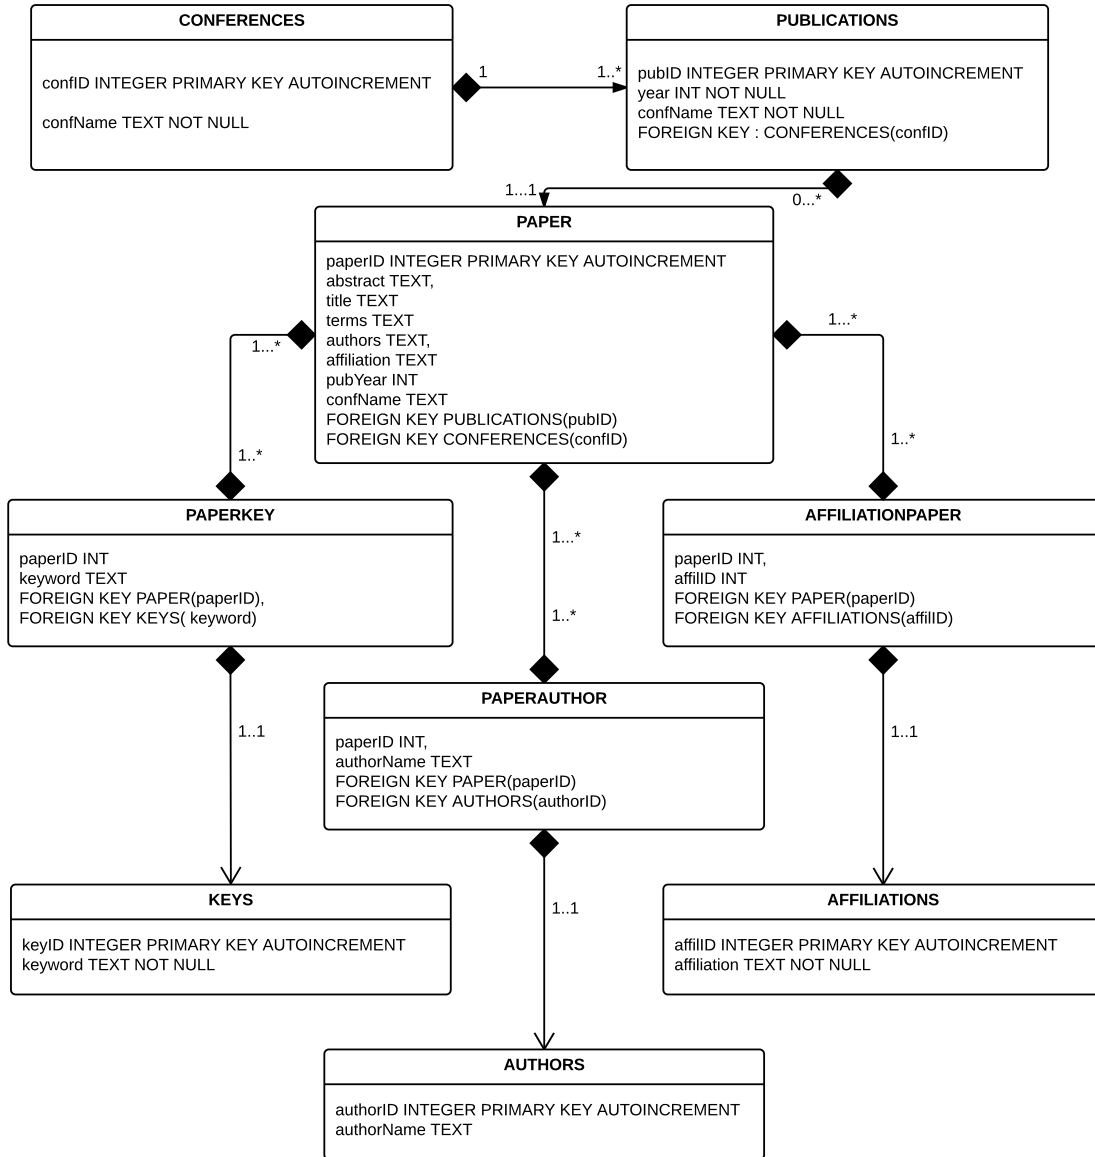 CONFERENCES
confID INTEGER PRIMARY KEY AUTOINCREMENT
confName TEXT NOT NULL
1
1..*
PUBLICATIONS
pubID INTEGER PRIMARY KEY AUTOINCREMENT
year INT NOT NULL
confName TEXT NOT NULL
FOREIGN KEY : CONFERENCES(confID)
1...1
0...*
PAPER
paperID INTEGER PRIMARY KEY AUTOINCREMENT
abstract TEXT,
title TEXT
terms TEXT
authors TEXT,
affiliation TEXT
pubYear INT
confName TEXT
FOREIGN KEY PUBLICATIONS(pubID)
FOREIGN KEY CONFERENCES(confID)
1...*
1..*
1...*
1..*
1...*
1..*
PAPERKEY
paperID INT
keyword TEXT
FOREIGN KEY PAPER(paperID),
FOREIGN KEY KEYS( keyword)
AFFILIATIONPAPER
paperID INT,
affilID INT
FOREIGN KEY PAPER(paperID)
FOREIGN KEY AFFILIATIONS(affilID)
PAPERAUTHOR
paperID INT,
authorName TEXT
FOREIGN KEY PAPER(paperID)
FOREIGN KEY AUTHORS(authorID)
1..1
1..1
1..1
KEYS
keyID INTEGER PRIMARY KEY AUTOINCREMENT
keyword TEXT NOT NULL
AFFILIATIONS
affilID INTEGER PRIMARY KEY AUTOINCREMENT
affiliation TEXT NOT NULL
AUTHORS
authorID INTEGER PRIMARY KEY AUTOINCREMENT
authorName TEXT